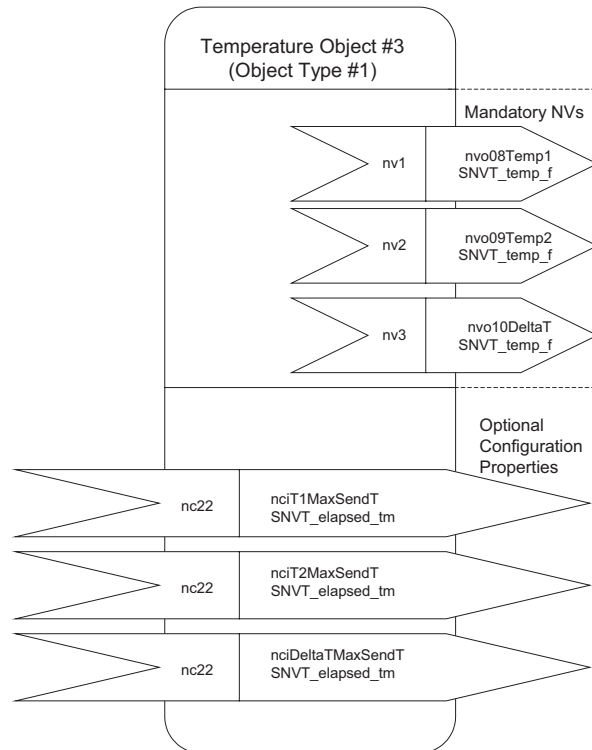 Temperature Object #3
(Object Type #1)
Mandatory NVs
nv1
nvo08Temp1
SNVT_temp_f
nv2
nvo09Temp2
SNVT_temp_f
nv3
nvo10DeltaT
SNVT_temp_f
Optional
Configuration
Properties
nc22
nciT1MaxSendT
SNVT_elapsed_tm
nc22
nciT2MaxSendT
SNVT_elapsed_tm
nc22
nciDeltaTMaxSendT
SNVT_elapsed_tm